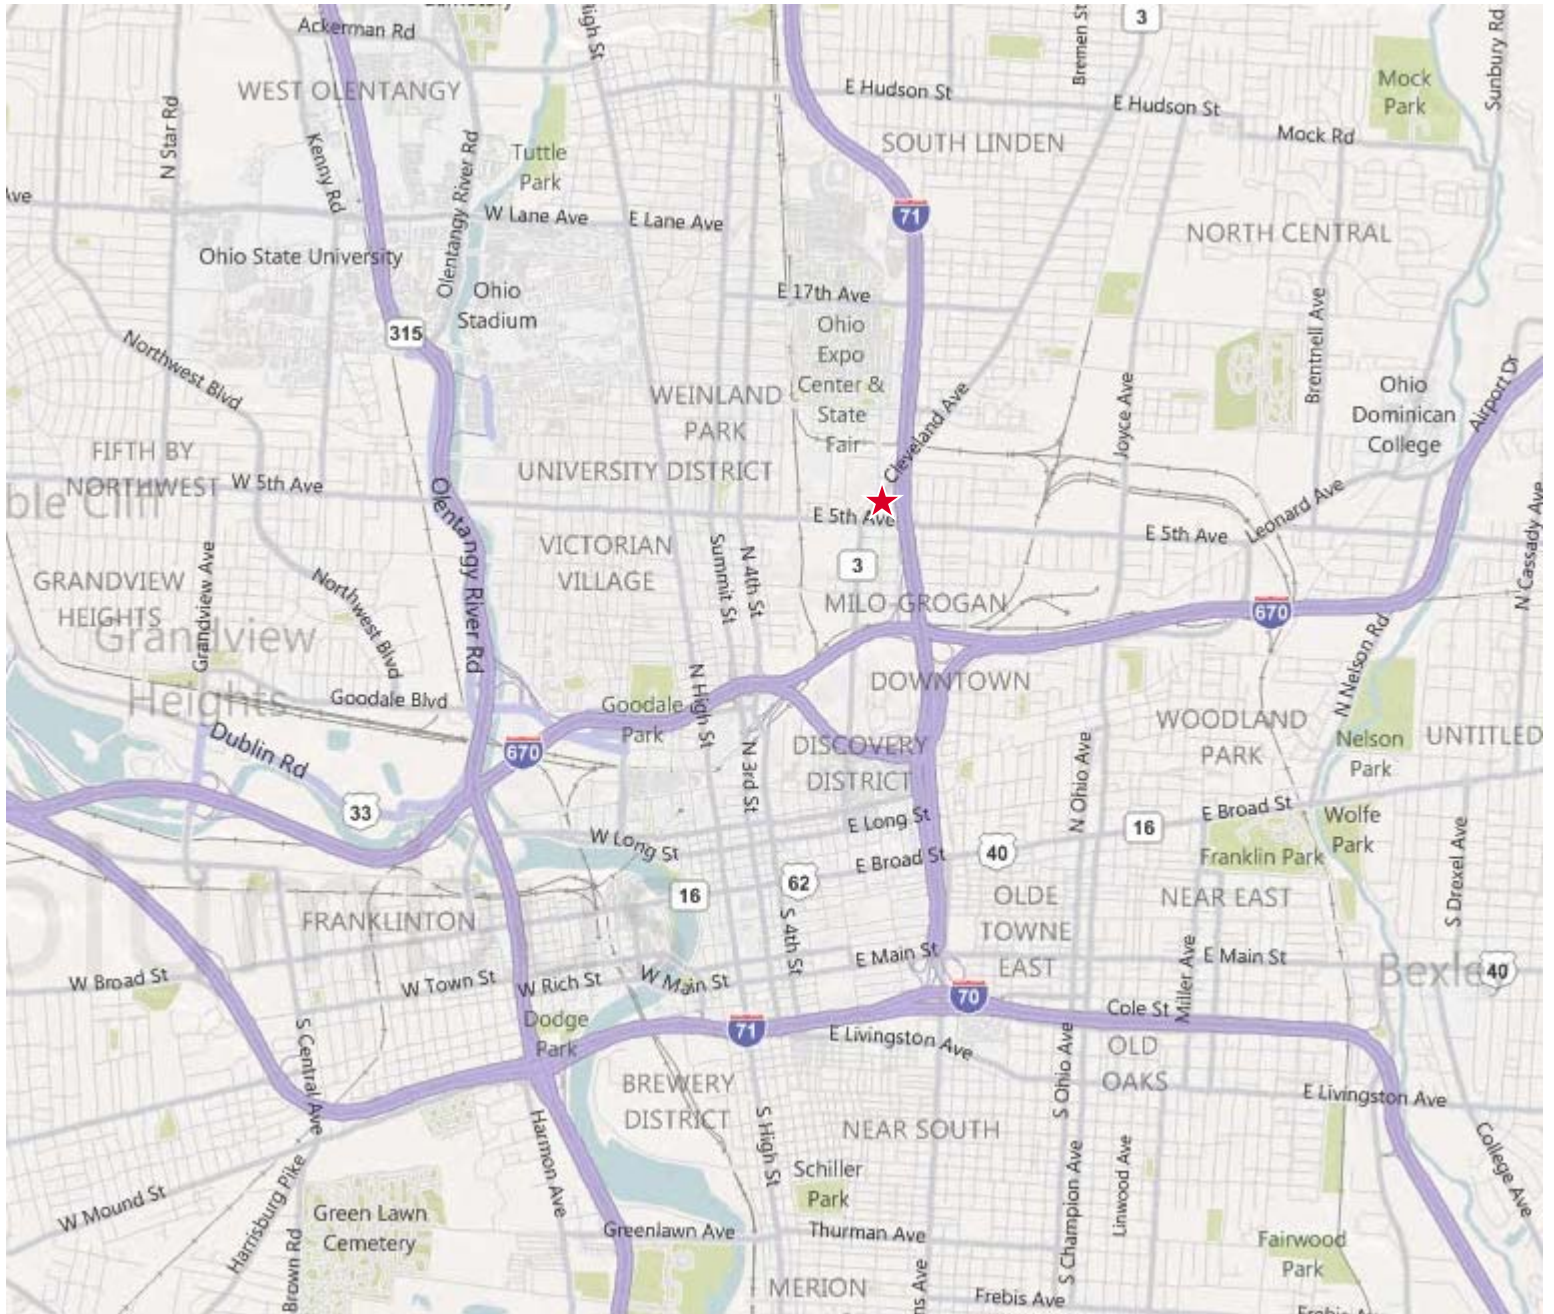 Ackerman Rd
High St
3
Bremen St
Sunbury Rd
WEST OLENTANGY
E Hudson St
E Hudson St
Mock
Park
N Star Rd
Kenny Rd
Olentangy River Rd
Tuttle
Park
SOUTH LINDEN
Mock Rd
Ave
W Lane Ave
E Lane Ave
71
NORTH CENTRAL
Ohio State University
Ohio
Stadium
E 17th Ave
Ohio
Expo
Center &
State
Fair
315
Brentnell Ave
Northwest Blvd
WEINLAND
PARK
Cleveland Ave
Joyce Ave
Ohio
Dominican
College
Airport Dr
FIFTH BY
NORTHWEST
ble Cliff
W 5th Ave
UNIVERSITY DISTRICT
Olentangy River Rd
E 5th Ave
E 5th Ave
Leonard Ave
N Cassady Ave
GRANDVIEW
HEIGHTS
Grandview Ave
Northwest Blvd
VICTORIAN
VILLAGE
Summit St
N 4th St
3
MILO-GROGAN
670
Grandview
Heights
Goodale Blvd
Goodale
Park
N High St
DOWNTOWN
N Nelson Rd
WOODLAND
PARK
Nelson
Park
UNTITLED
Dublin Rd
670
N 3rd St
DISCOVERY
DISTRICT
N Ohio Ave
33
W Long St
E Long St
E Broad St
40
16
E Broad St
Wolfe
Park
Franklin Park
S Drexel Ave
16
62
OLDE
TOWNE
EAST
NEAR EAST
FRANKLINTON
S 4th St
W Broad St
W Town St
W Rich St
W Main St
E Main St
Miller Ave
E Main St
Bexle
40
Dodge
Park
71
70
Cole St
S Central Ave
E Livingston Ave
S Ohio Ave
OLD
OAKS
BREWERY
DISTRICT
E Livingston Ave
Harmon Ave
S High St
NEAR SOUTH
College Ave
Schiller
Park
S Champion Ave
Linwood Ave
W Mound St
Harrisburg Pike
Green Lawn
Cemetery
Brown Rd
Greenlawn Ave
Thurman Ave
Fairwood
Park
MERION
Frebis Ave